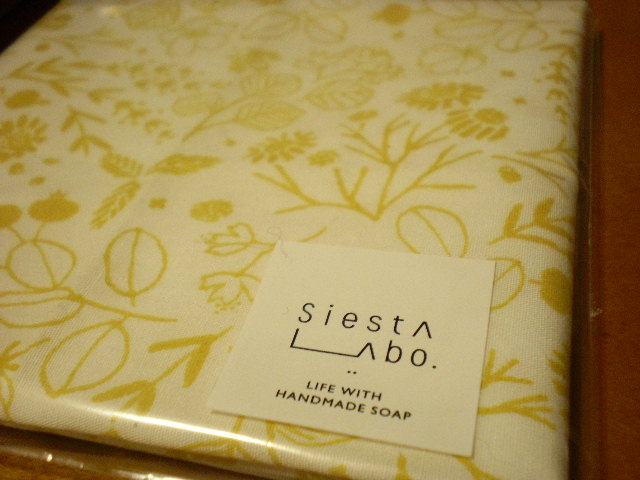 SiestΛ
LΛbo.
LIFE WITH
HANDMADE SOAP